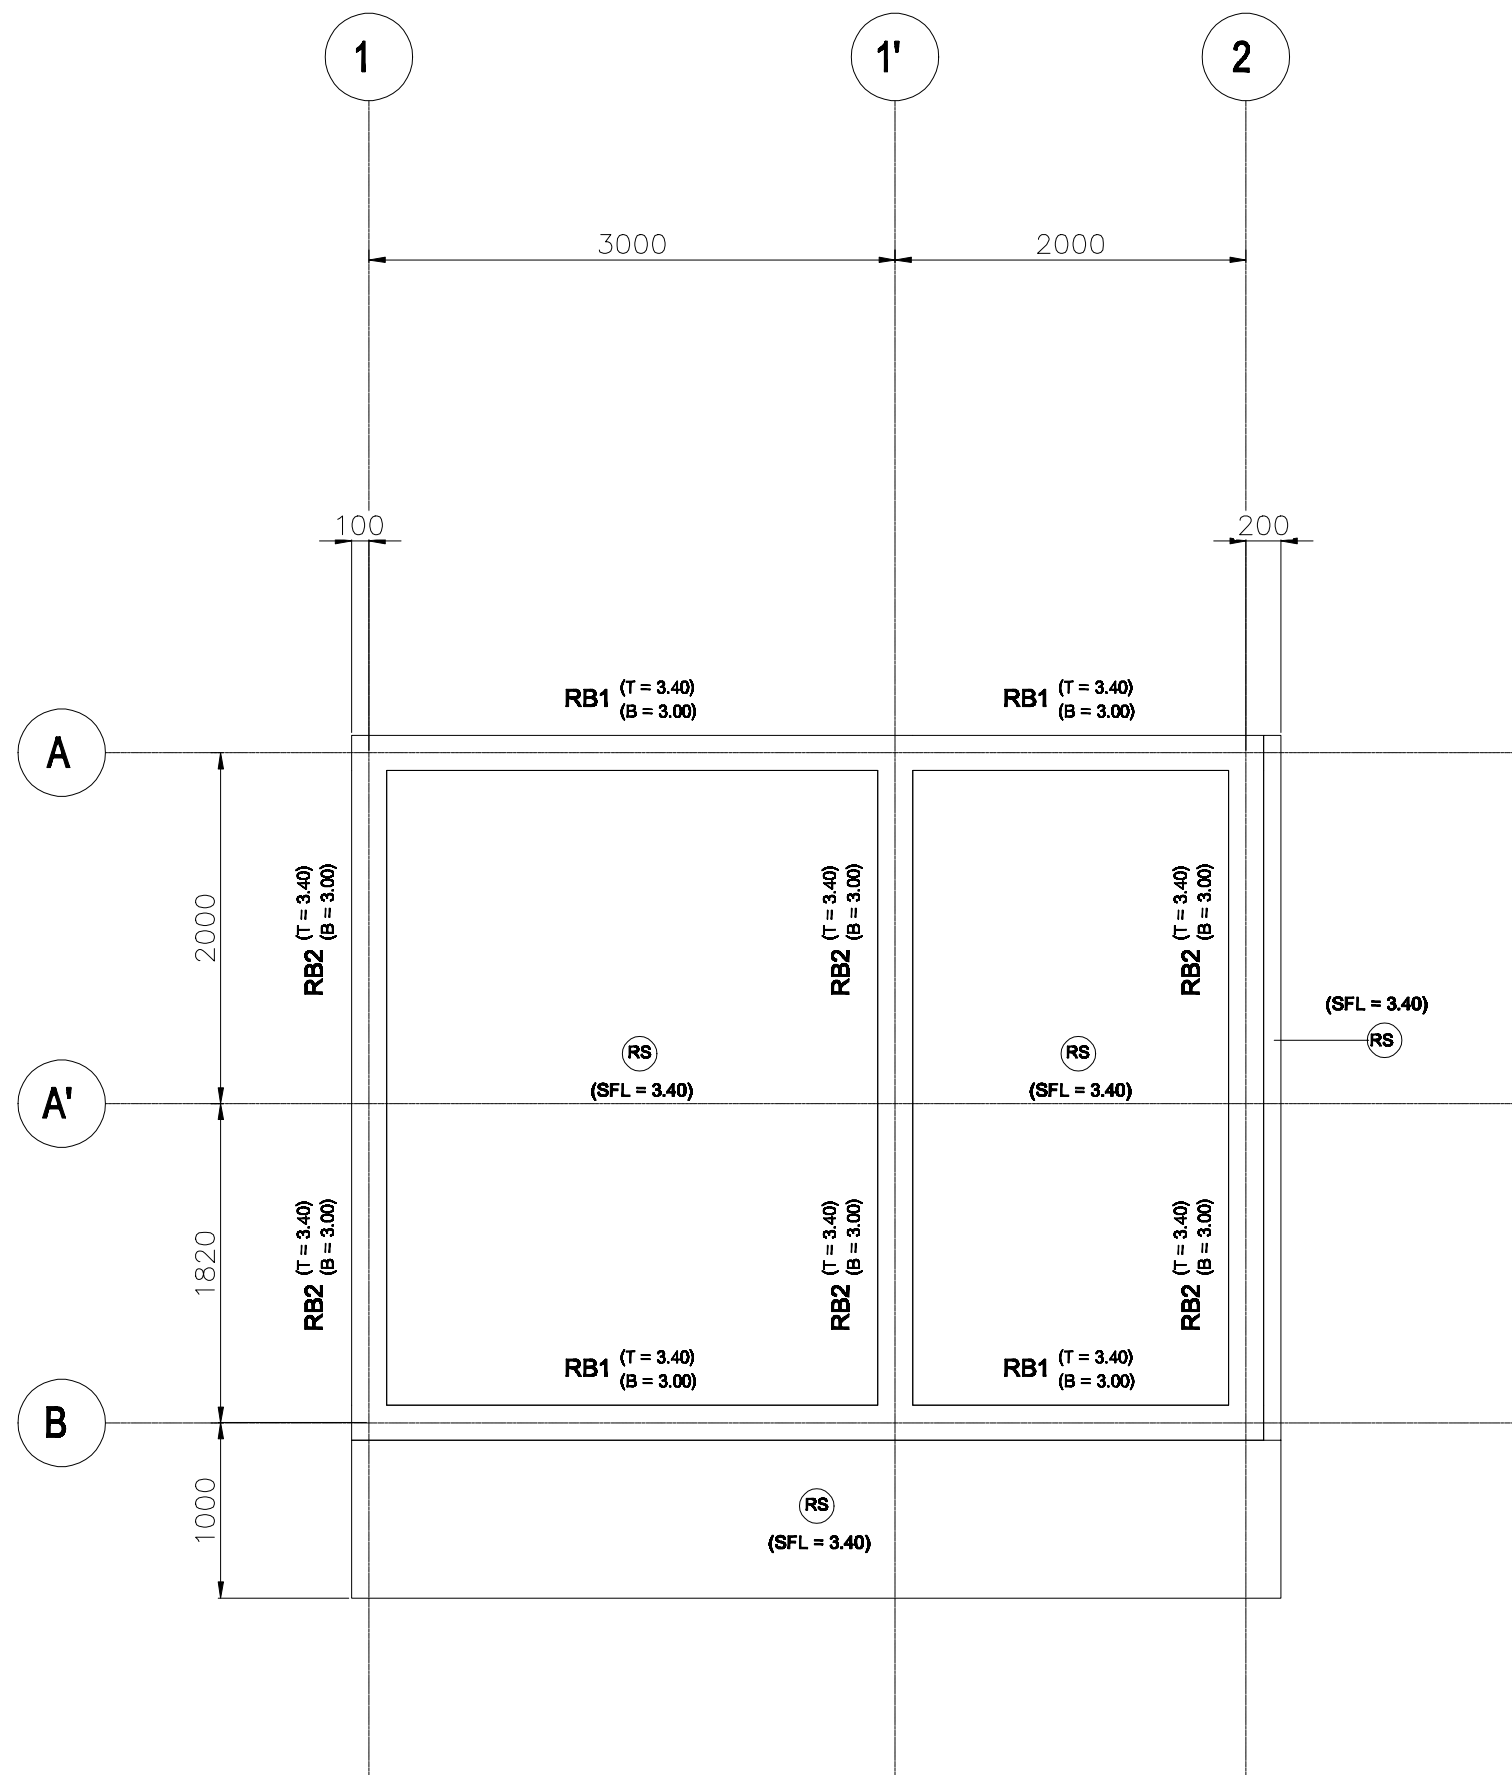 1
1'
2
3000
2000
100
200
RB1 (T = 3.40)
(B = 3.00)
RB1 (T = 3.40)
(B = 3.00)
A
2000
RB2 (T = 3.40)
(B = 3.00)
RB2 (T = 3.40)
(B = 3.00)
RB2 (T = 3.40)
(B = 3.00)
(SFL = 3.40)
RS
RS
(SFL = 3.40)
RS
(SFL = 3.40)
A'
1820
RB2 (T = 3.40)
(B = 3.00)
RB2 (T = 3.40)
(B = 3.00)
RB2 (T = 3.40)
(B = 3.00)
RB1 (T = 3.40)
(B = 3.00)
RB1 (T = 3.40)
(B = 3.00)
B
1000
RS
(SFL = 3.40)